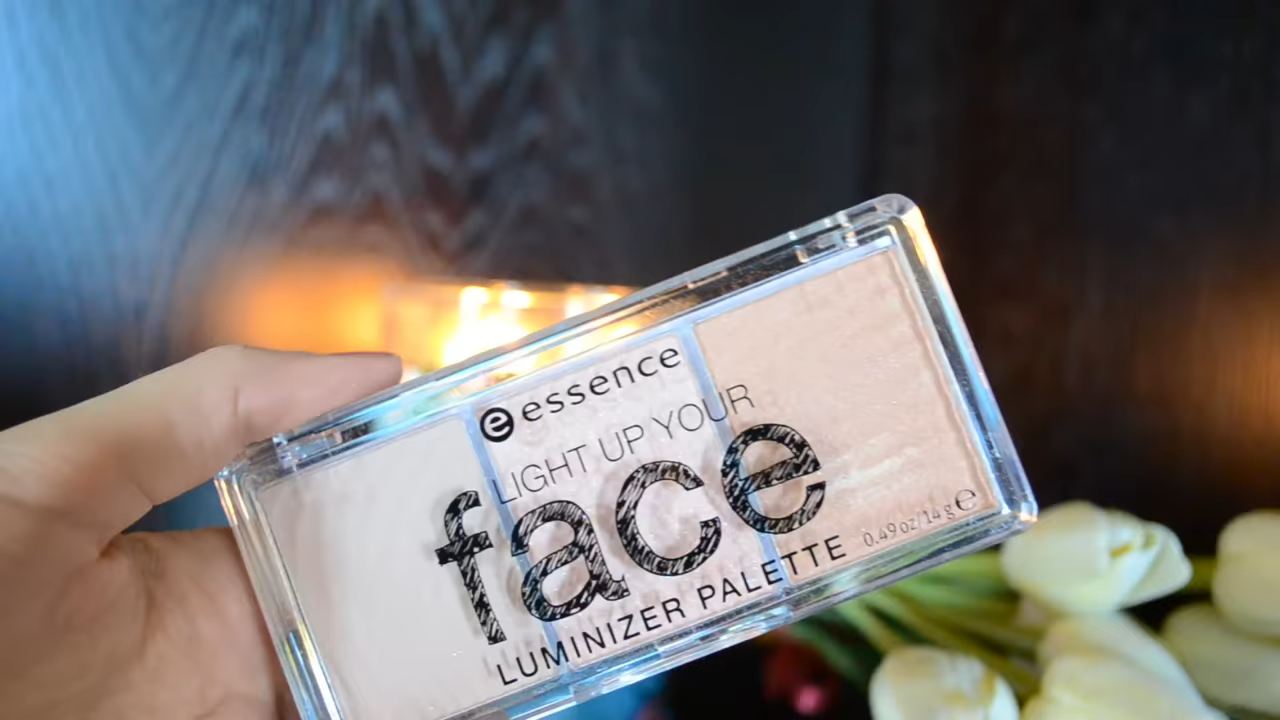 e essence
LIGHT UP YOUR
face
LUMINIZER PALETTE
0.49 oz/14 g ℮